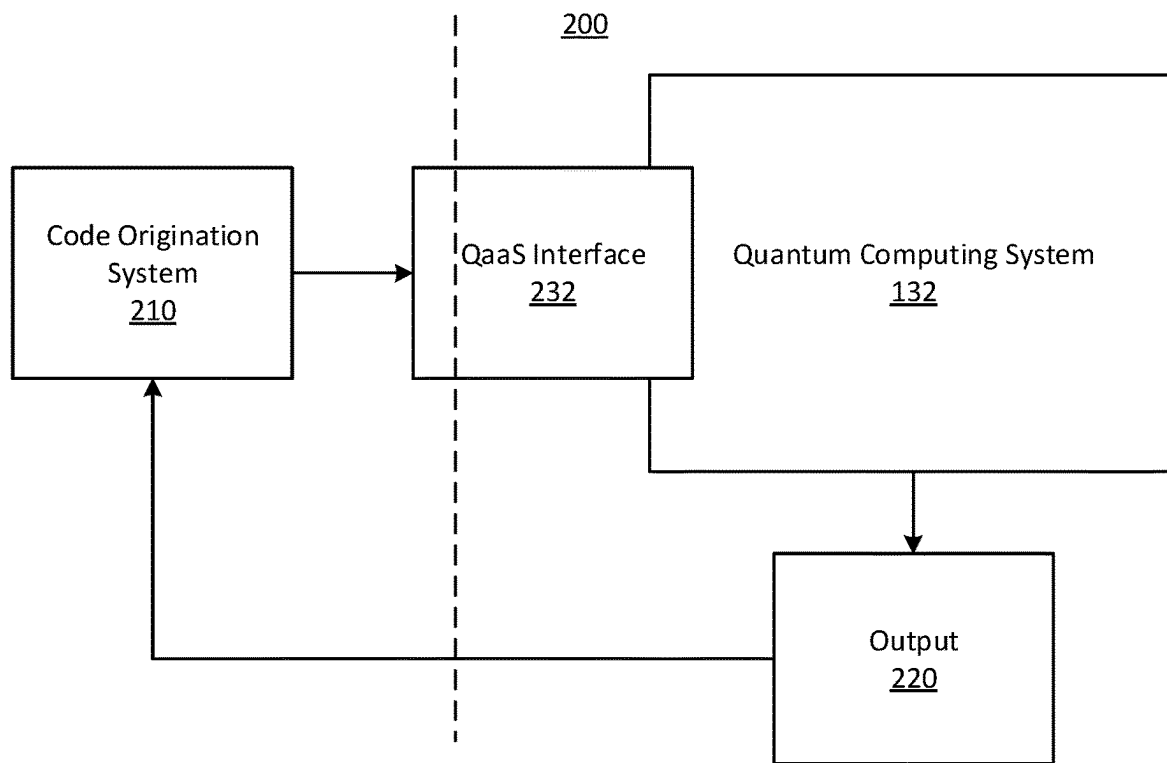 200
Code Origination
System
210
QaaS Interface
232
Quantum Computing System
132
Output
220